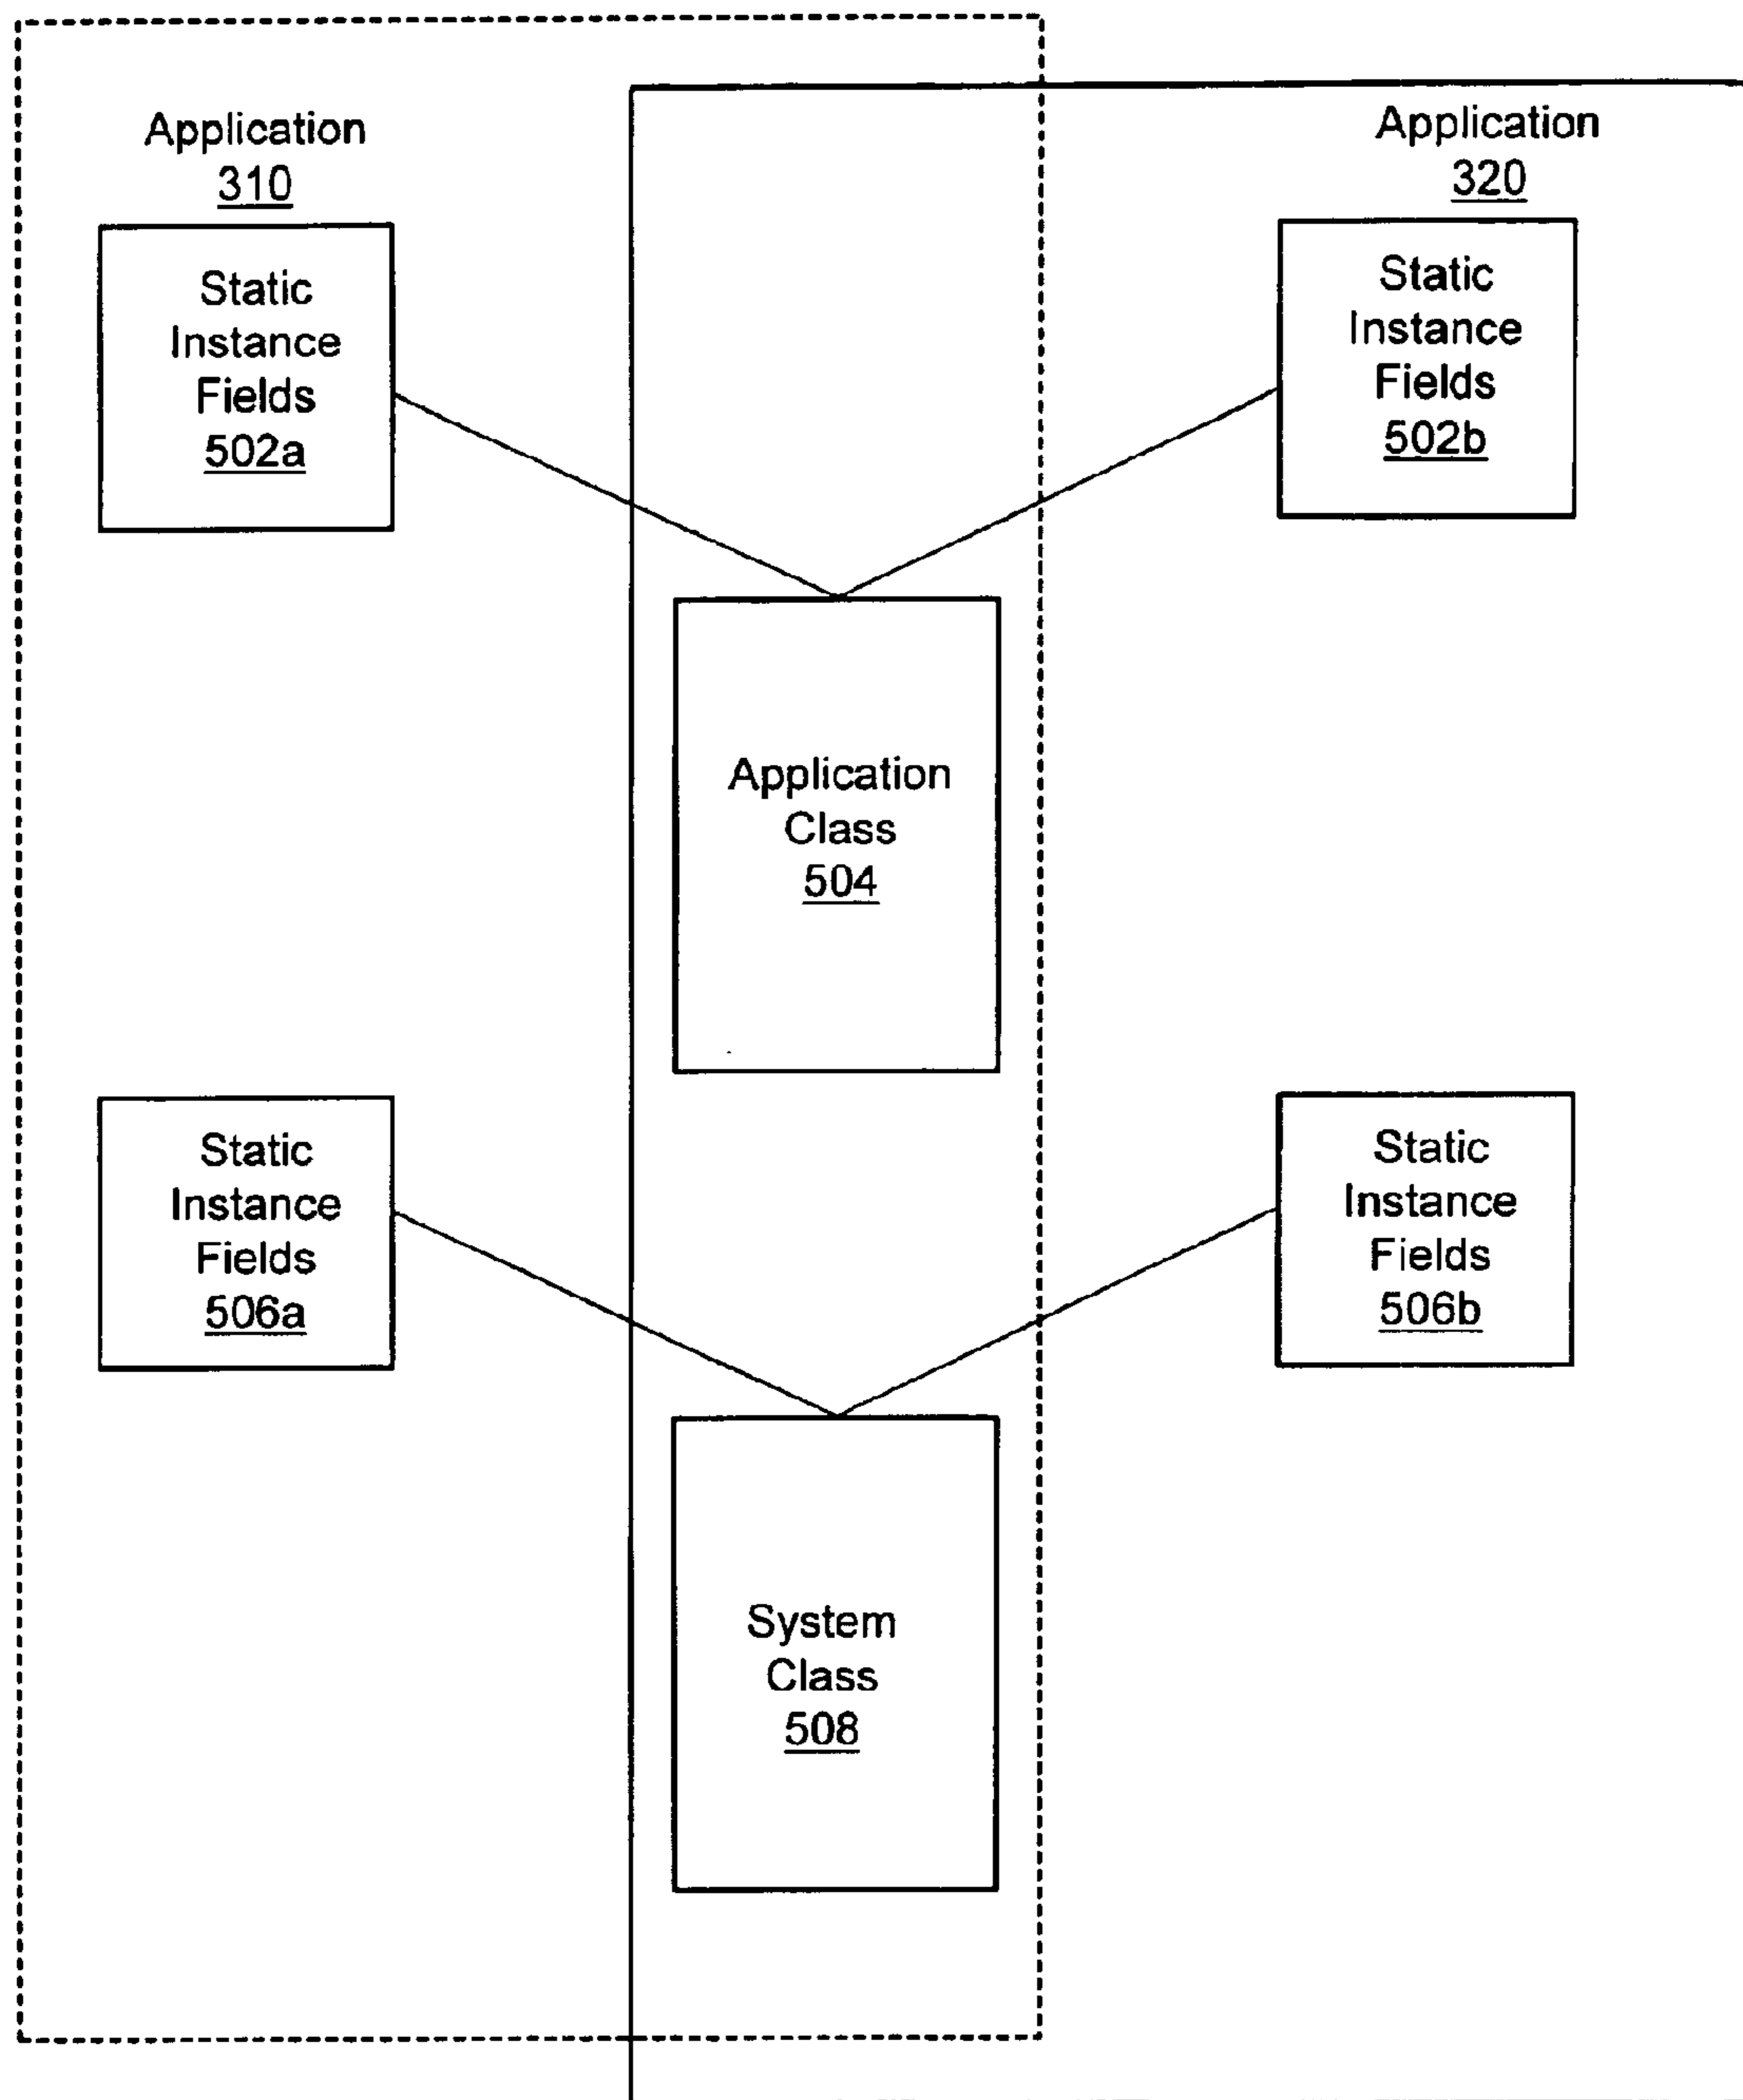 Application
310
Application
320
Static
Instance
Fields
502a
Static
Instance
Fields
502b
Application
Class
504
Static
Instance
Fields
506a
Static
Instance
Fields
506b
System
Class
508